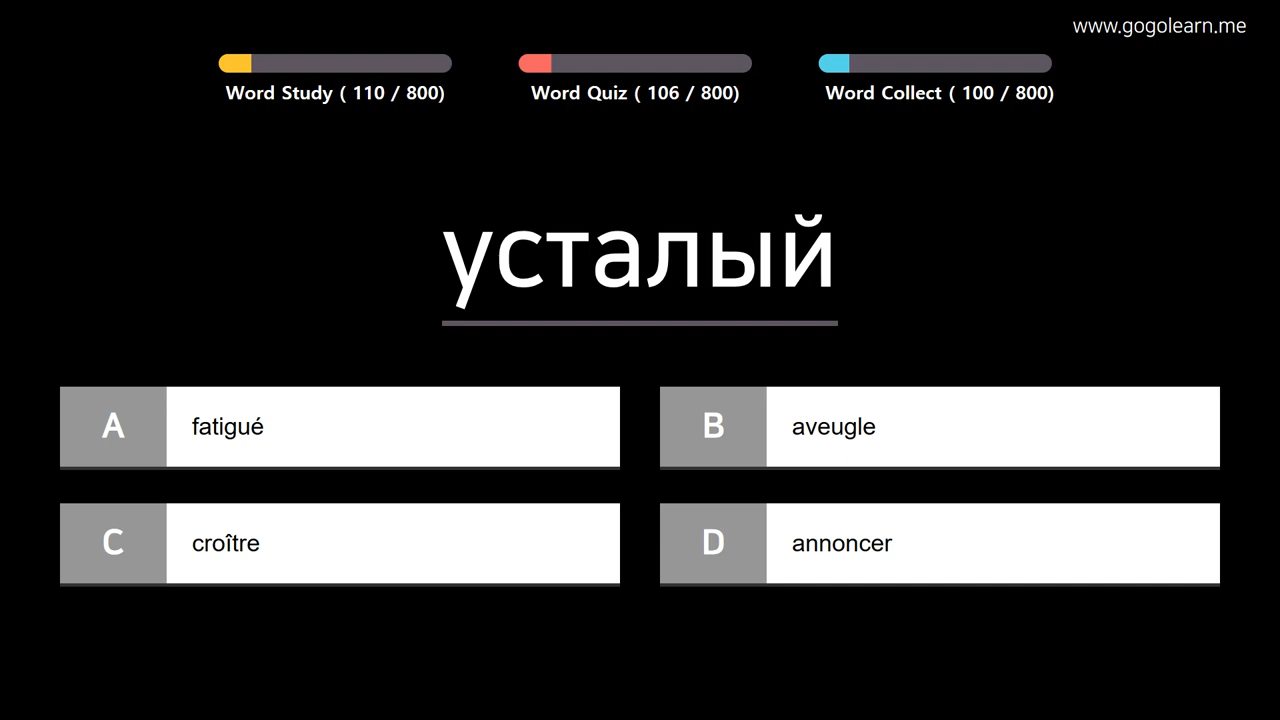 www.gogolearn.me
Word Study ( 110 / 800)
Word Quiz ( 106 / 800)
Word Collect ( 100 / 800)
усталый
A fatigué
B aveugle
C croître
D annoncer